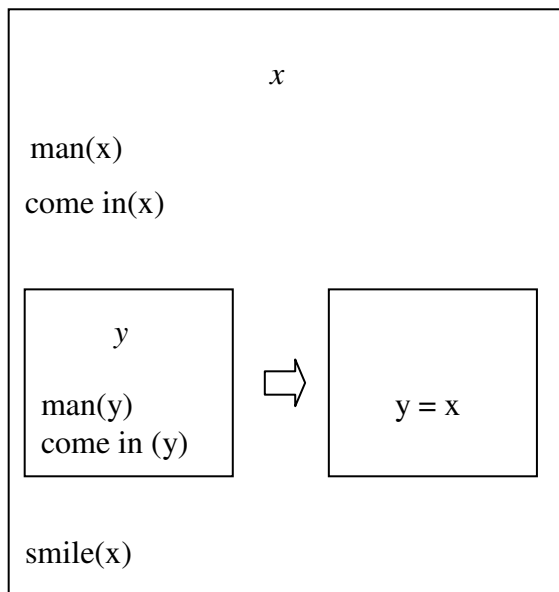 x
man(x)
come in(x)
y
man(y)
come in (y)
y = x
smile(x)